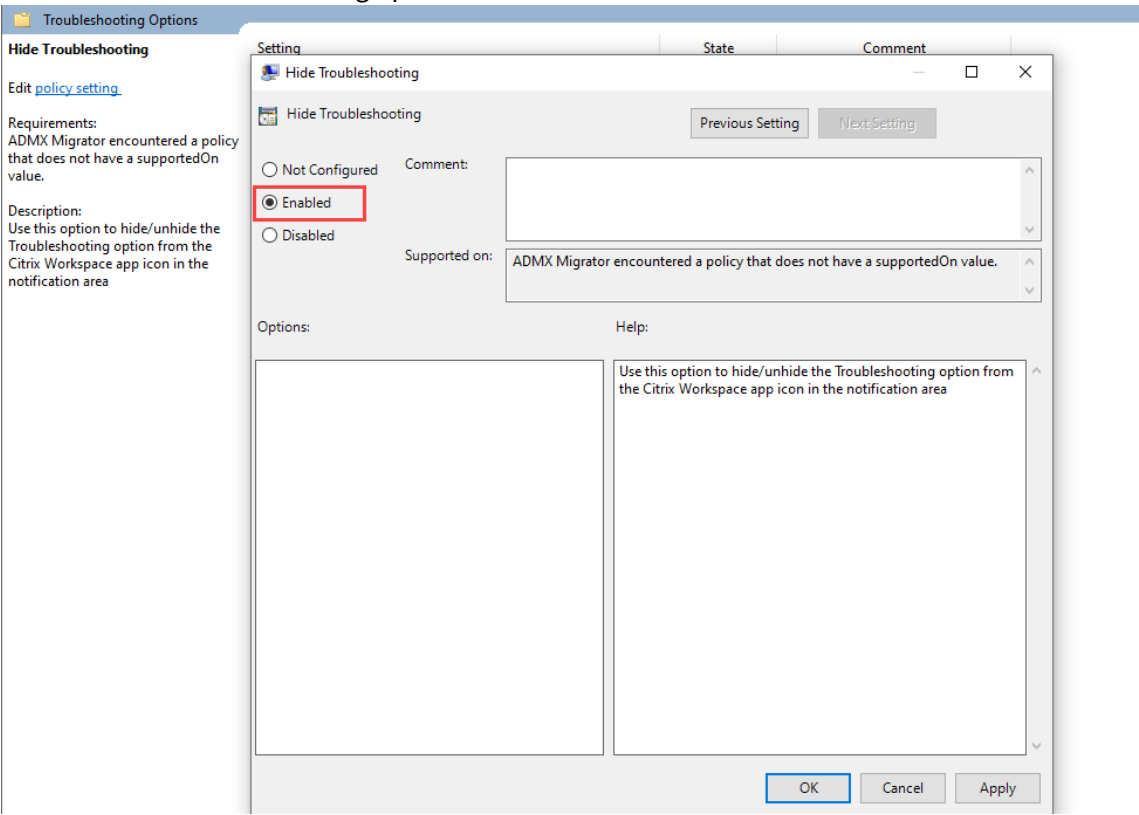 Troubleshooting Options
Hide Troubleshooting
Edit policy setting
Requirements:
ADMX Migrator encountered a policy
that does not have a supportedOn
value.
Description:
Use this option to hide/unhide the
Troubleshooting option from the
Citrix Workspace app icon in the
notification area
Setting State Comment
Hide Troubleshooting
Hide Troubleshooting
Previous Setting Next Setting
Not Configured
Enabled
Disabled
Comment:
Supported on:
ADMX Migrator encountered a policy that does not have a supportedOn value.
Options:
Help:
Use this option to hide/unhide the Troubleshooting option from
the Citrix Workspace app icon in the notification area
OK Cancel Apply